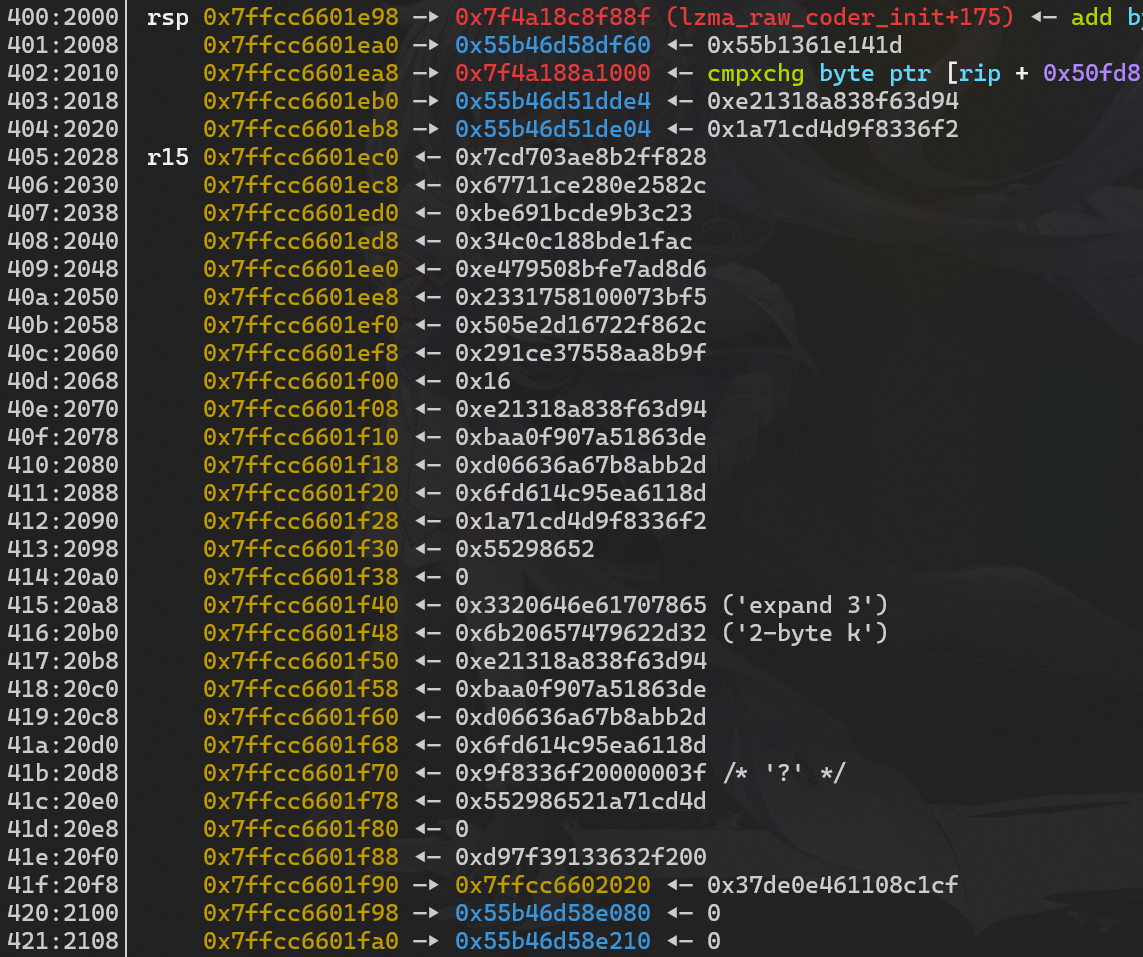 400:2000│ rsp 0x7ffcc6601e98 —▸ 0x7f4a18c8f88f (lzma_raw_coder_init+175) ◂— add by
401:2008│     0x7ffcc6601ea0 —▸ 0x55b46d58df60 ◂— 0x55b1361e141d
402:2010│     0x7ffcc6601ea8 —▸ 0x7f4a188a1000 ◂— cmpxchg byte ptr [rip + 0x50fd8
403:2018│     0x7ffcc6601eb0 —▸ 0x55b46d51dde4 ◂— 0xe21318a838f63d94
404:2020│     0x7ffcc6601eb8 —▸ 0x55b46d51de04 ◂— 0x1a71cd4d9f8336f2
405:2028│ r15 0x7ffcc6601ec0 ◂— 0x7cd703ae8b2ff828
406:2030│     0x7ffcc6601ec8 ◂— 0x67711ce280e2582c
407:2038│     0x7ffcc6601ed0 ◂— 0xbe691bcde9b3c23
408:2040│     0x7ffcc6601ed8 ◂— 0x34c0c188bde1fac
409:2048│     0x7ffcc6601ee0 ◂— 0xe479508bfe7ad8d6
40a:2050│     0x7ffcc6601ee8 ◂— 0x2331758100073bf5
40b:2058│     0x7ffcc6601ef0 ◂— 0x505e2d16722f862c
40c:2060│     0x7ffcc6601ef8 ◂— 0x291ce37558aa8b9f
40d:2068│     0x7ffcc6601f00 ◂— 0x16
40e:2070│     0x7ffcc6601f08 ◂— 0xe21318a838f63d94
40f:2078│     0x7ffcc6601f10 ◂— 0xbaa0f907a51863de
410:2080│     0x7ffcc6601f18 ◂— 0xd06636a67b8abb2d
411:2088│     0x7ffcc6601f20 ◂— 0x6fd614c95ea6118d
412:2090│     0x7ffcc6601f28 ◂— 0x1a71cd4d9f8336f2
413:2098│     0x7ffcc6601f30 ◂— 0x55298652
414:20a0│     0x7ffcc6601f38 ◂— 0
415:20a8│     0x7ffcc6601f40 ◂— 0x3320646e61707865 ('expand 3')
416:20b0│     0x7ffcc6601f48 ◂— 0x6b20657479622d32 ('2-byte k')
417:20b8│     0x7ffcc6601f50 ◂— 0xe21318a838f63d94
418:20c0│     0x7ffcc6601f58 ◂— 0xbaa0f907a51863de
419:20c8│     0x7ffcc6601f60 ◂— 0xd06636a67b8abb2d
41a:20d0│     0x7ffcc6601f68 ◂— 0x6fd614c95ea6118d
41b:20d8│     0x7ffcc6601f70 ◂— 0x9f8336f20000003f /* '?' */
41c:20e0│     0x7ffcc6601f78 ◂— 0x552986521a71cd4d
41d:20e8│     0x7ffcc6601f80 ◂— 0
41e:20f0│     0x7ffcc6601f88 ◂— 0xd97f39133632f200
41f:20f8│     0x7ffcc6601f90 —▸ 0x7ffcc6602020 ◂— 0x37de0e461108c1cf
420:2100│     0x7ffcc6601f98 —▸ 0x55b46d58e080 ◂— 0
421:2108│     0x7ffcc6601fa0 —▸ 0x55b46d58e210 ◂— 0